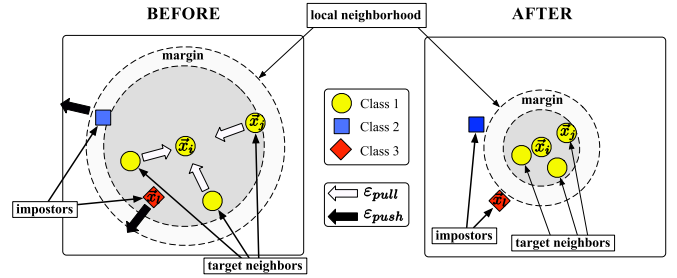 BEFORE
local neighborhood
AFTER
margin
margin
x⃗j
x⃗i
x⃗l
Class 1
Class 2
Class 3
εpull
εpush
x⃗j
x⃗i
x⃗l
impostors
target neighbors
impostors
target neighbors